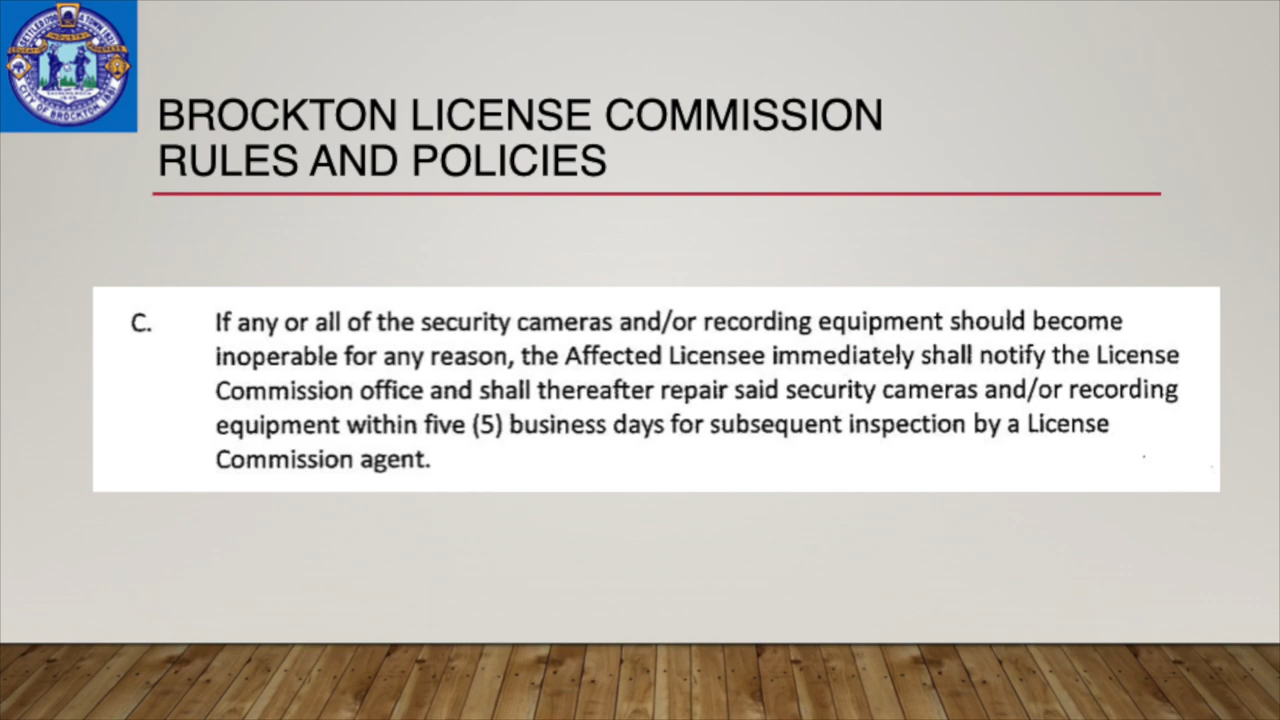 BROCKTON LICENSE COMMISSION
RULES AND POLICIES
C. If any or all of the security cameras and/or recording equipment should become
inoperable for any reason, the Affected Licensee immediately shall notify the License
Commission office and shall thereafter repair said security cameras and/or recording
equipment within five (5) business days for subsequent inspection by a License
Commission agent.
CITY OF BROCKTON